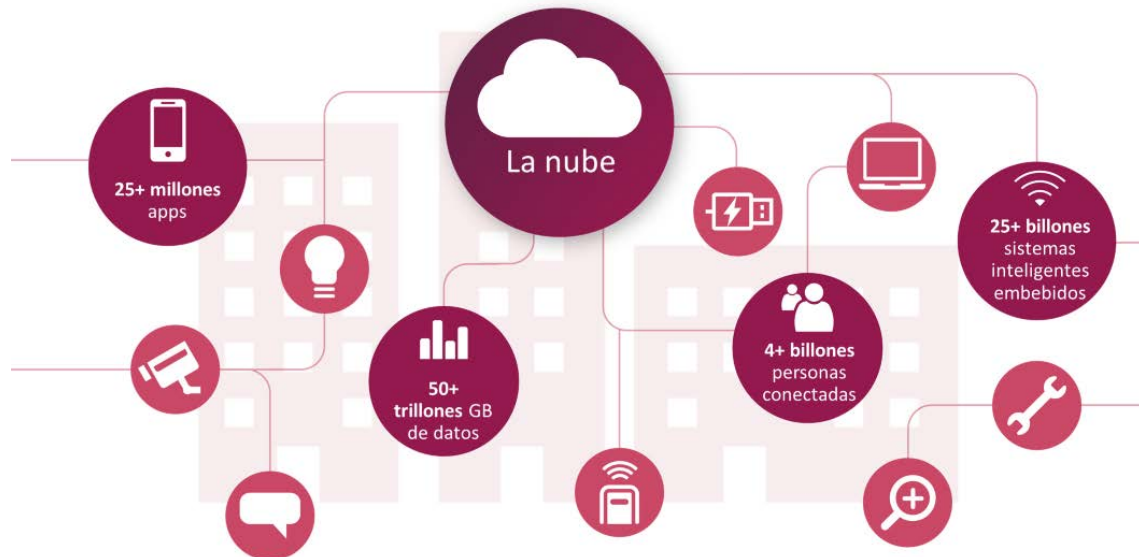 La nube
25+ millones
apps
25+ billones
sistemas
inteligentes
embebidos
4+ billones
personas
conectadas
50+
trillones GB
de datos